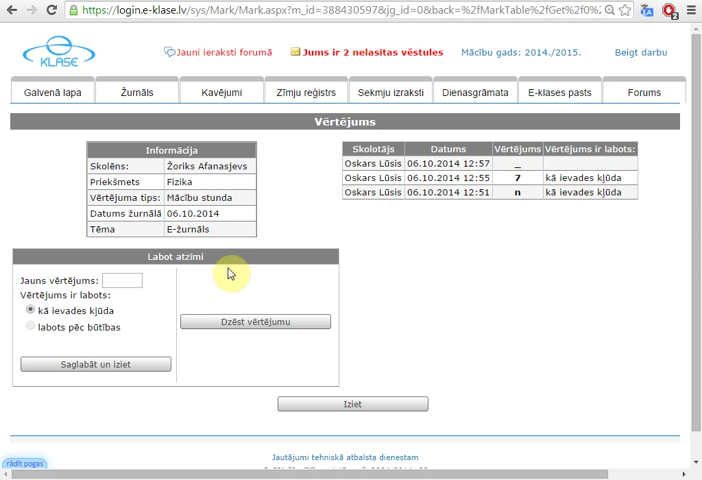 https://login.e-klase.lv/sys/Mark/Mark.aspx?m_id=388430597&jg_id=0&back=%2fMarkTable%2fGet%2f0%2
KLASE
Jauni ieraksti forumā
Jums ir 2 nelasītas vēstules
Mācību gads: 2014./2015.
Beigt darbu
Galvenā lapa
Žurnāls
Kavējumi
Zīmju reģistrs
Sekmju izraksti
Dienasgrāmata
E-klases pasts
Forums
Vērtējums
Informācija
Skolēns: Žoriks Afanasjevs
Priekšmets Fizika
Vērtējuma tips: Mācību stunda
Datums žurnālā 06.10.2014
Tēma E-žurnāls
Skolotājs Datums Vērtējums Vērtējums ir labots:
Oskars Lūsis 06.10.2014 12:57 _
Oskars Lūsis 06.10.2014 12:55 7 kā ievades kļūda
Oskars Lūsis 06.10.2014 12:51 n kā ievades kļūda
Labot atzīmi
Jauns vērtējums:
Vērtējums ir labots:
kā ievades kļūda
labots pēc būtības
Saglabāt un iziet
Dzēst vērtējumu
Iziet
Jautājumi tehniskā atbalsta dienestam
rādīt pogas
2